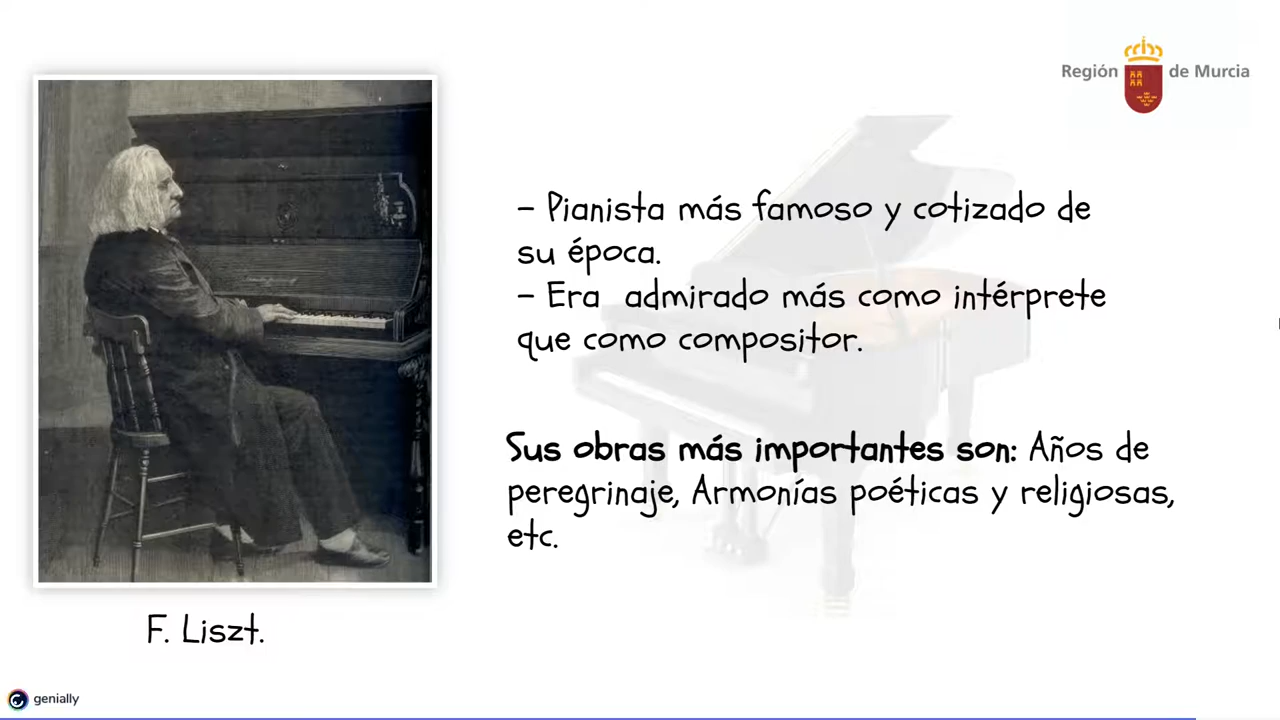 Región de Murcia
– Pianista más famoso y cotizado de
su época.
– Era admirado más como intérprete
que como compositor.
Sus obras más importantes son: Años de
peregrinaje, Armonías poéticas y religiosas,
etc.
F. Liszt.
genially